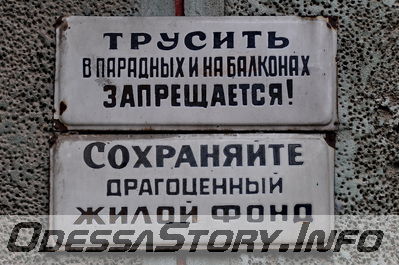 ТРУСИТЬ
В ПАРАДНЫХ И НА БАЛКОНАХ
ЗАПРЕЩАЕТСЯ!
СОХРАНЯЙТЕ
ДРАГОЦЕННЫЙ
ЖИЛОЙ ФОНД
ODESSASTORY.INFO